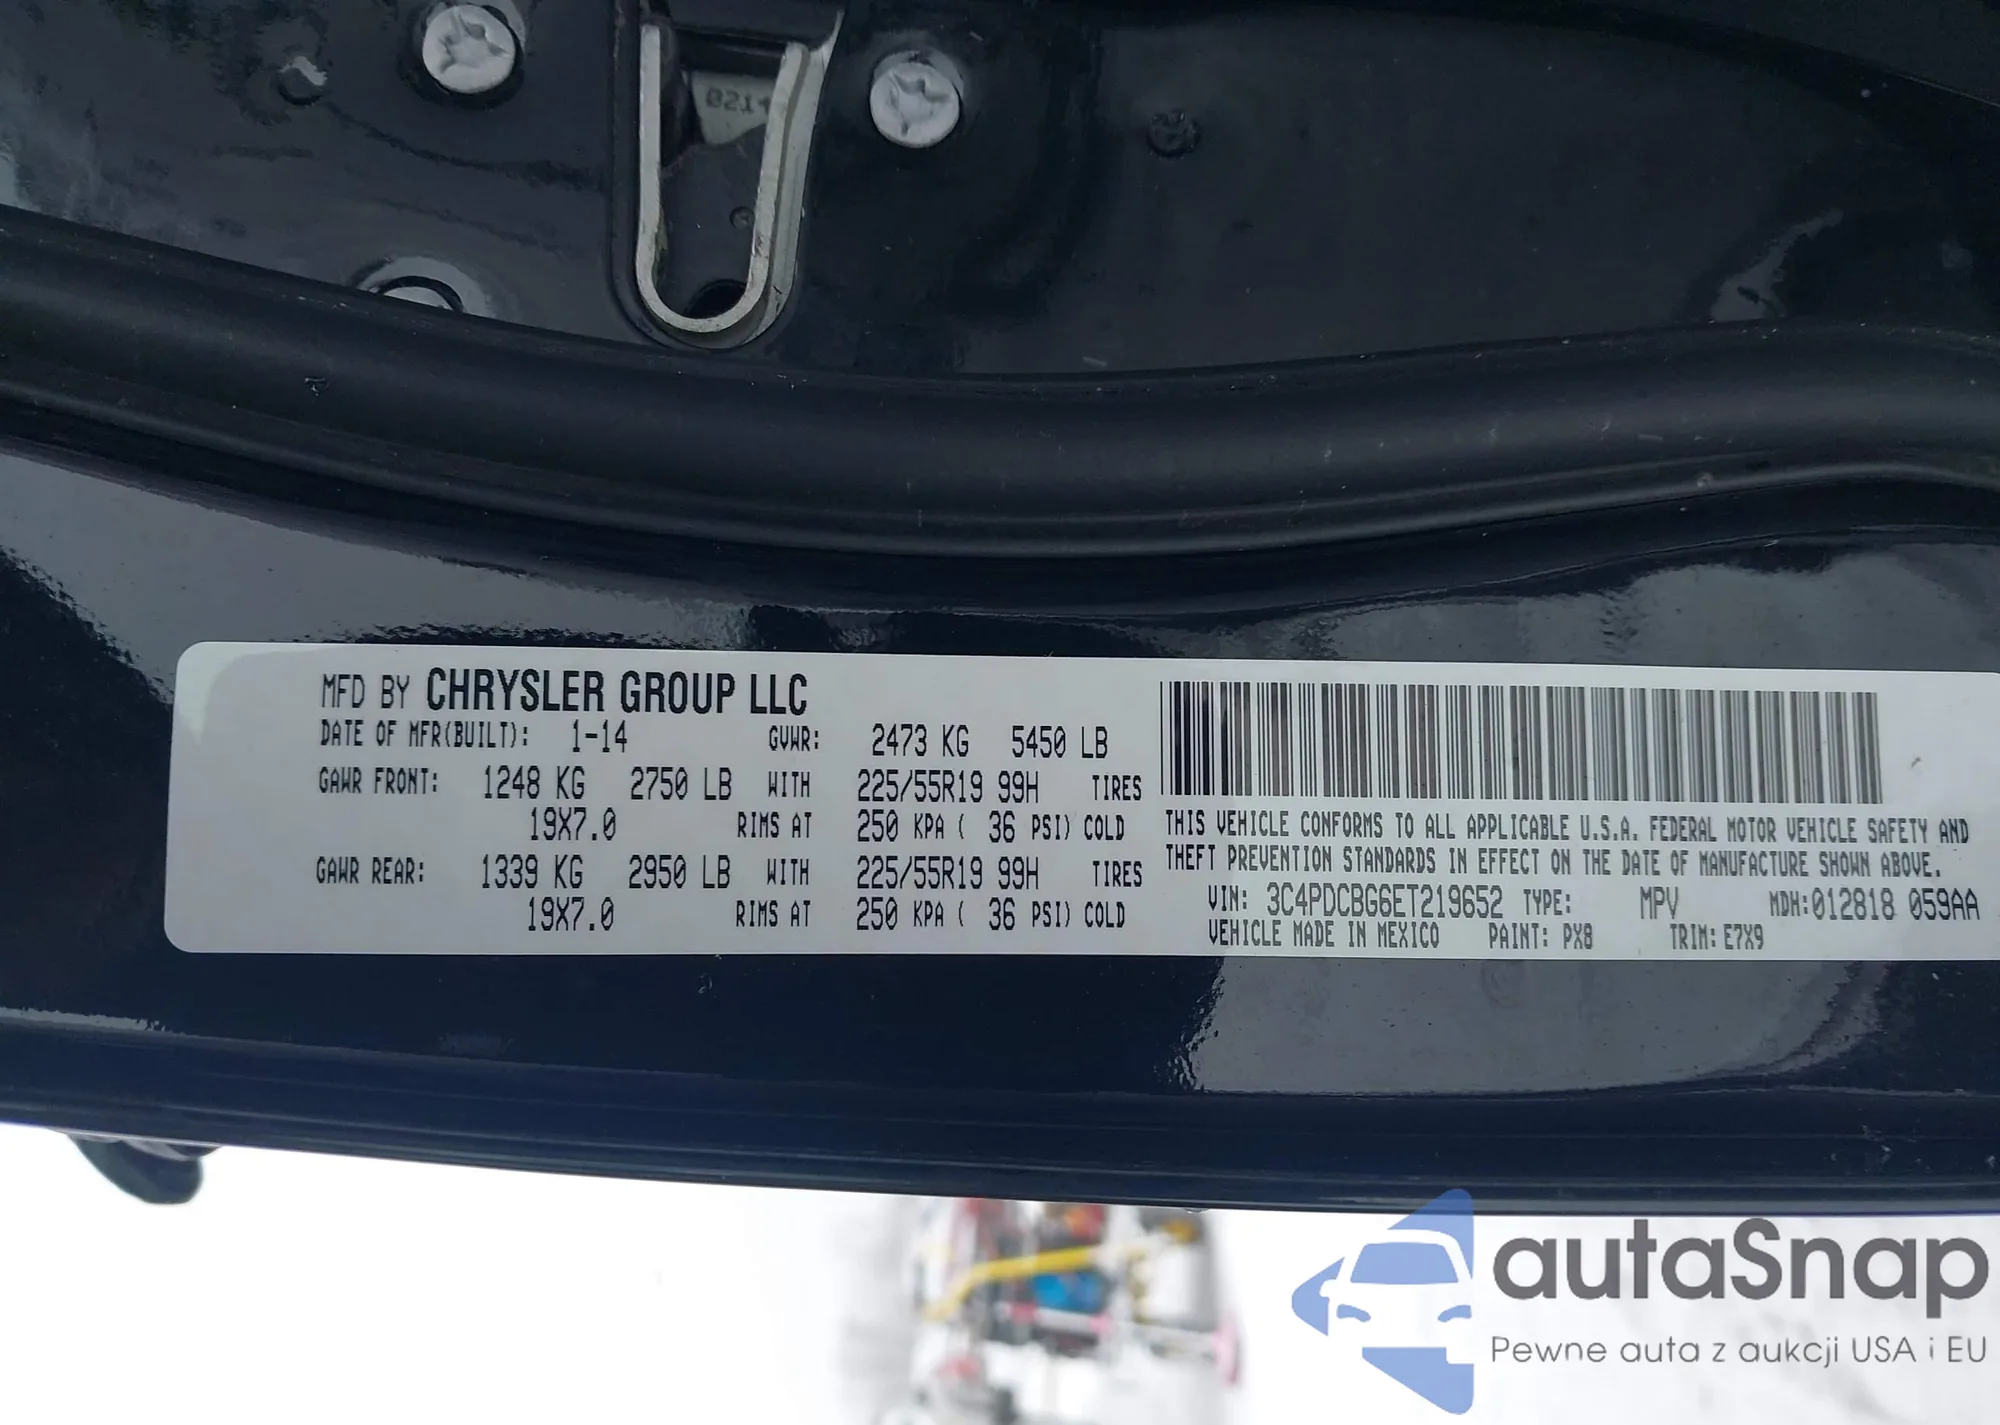 0214
MFD BY CHRYSLER GROUP LLC
DATE OF MFR(BUILT): 1-14 GVWR: 2473 KG 5450 LB
GAWR FRONT: 1248 KG 2750 LB WITH 225/55R19 99H TIRES
19X7.0 RIMS AT 250 KPA ( 36 PSI) COLD
GAWR REAR: 1339 KG 2950 LB WITH 225/55R19 99H TIRES
19X7.0 RIMS AT 250 KPA ( 36 PSI) COLD
THIS VEHICLE CONFORMS TO ALL APPLICABLE U.S.A. FEDERAL MOTOR VEHICLE SAFETY AND
THEFT PREVENTION STANDARDS IN EFFECT ON THE DATE OF MANUFACTURE SHOWN ABOVE.
VIN: 3C4PDCBG6ET219652 TYPE: MPV MDH:012818 059AA
VEHICLE MADE IN MEXICO PAINT: PX8 TRIM: E7X9
autaSnap
Pewne auta z aukcji USA i EU